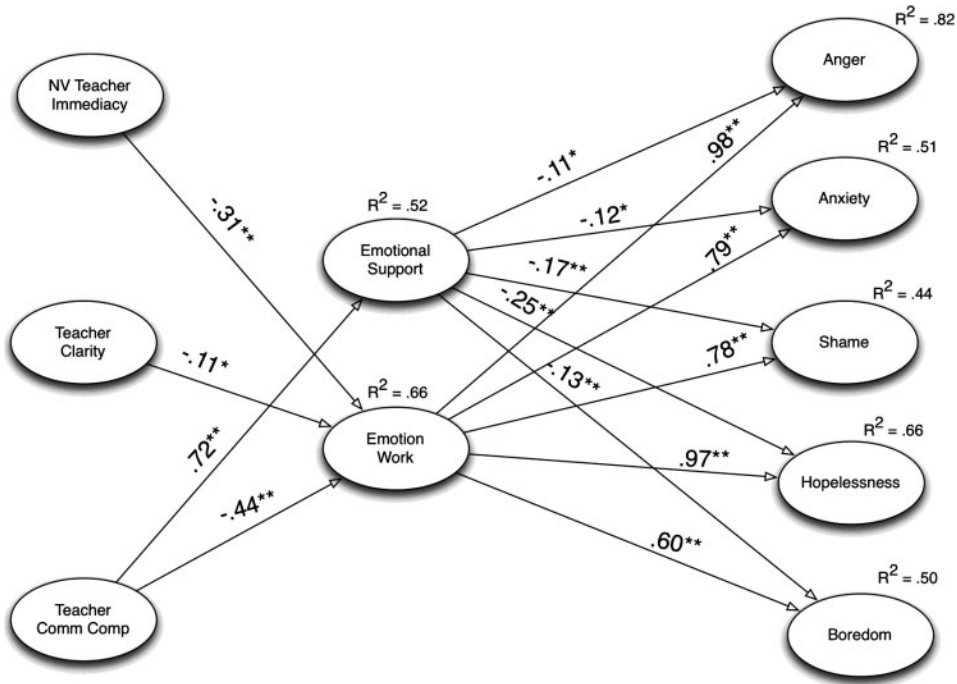 R² = .82
Anger
NV Teacher
Immediacy
.98**
-.11*
R² = .51
Anxiety
-.31**
R² = .52
-.12*
Emotional
Support
.79**
-.17**
-.25**
R² = .44
Shame
Teacher
Clarity
-.11*
.78**
-.13**
R² = .66
Emotion
Work
.72**
R² = .66
.97**
Hopelessness
-.44**
.60**
R² = .50
Teacher
Comm Comp
Boredom